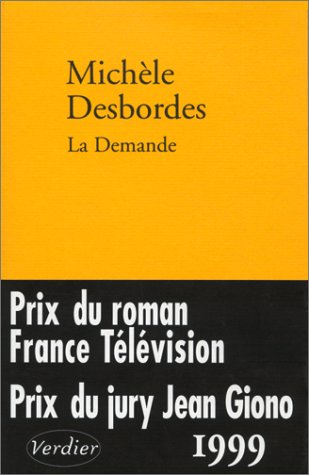 Michèle
Desbordes
La Demande
Prix du roman
France Télévision
Prix du jury Jean Giono
1999
Verdier